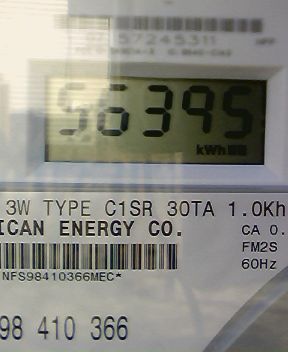 57245311
56395
kWh
3W TYPE C1SR 30TA 1.0Kh
ICAN ENERGY CO.
CA 0.
FM2S
60Hz
NFS98410366MEC*
98 410 366